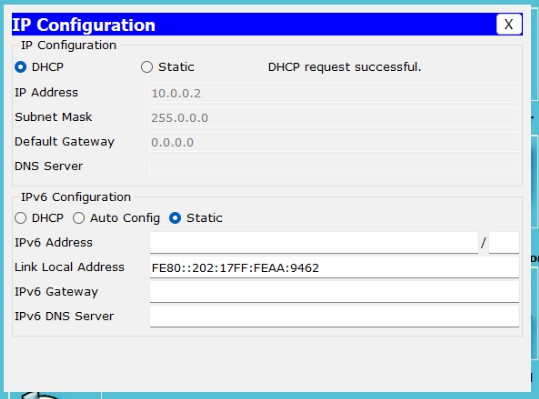 IP Configuration X
IP Configuration
DHCP Static DHCP request successful.
IP Address 10.0.0.2
Subnet Mask 255.0.0.0
Default Gateway 0.0.0.0
DNS Server
IPv6 Configuration
DHCP Auto Config Static
IPv6 Address /
Link Local Address FE80::202:17FF:FEAA:9462
IPv6 Gateway
IPv6 DNS Server